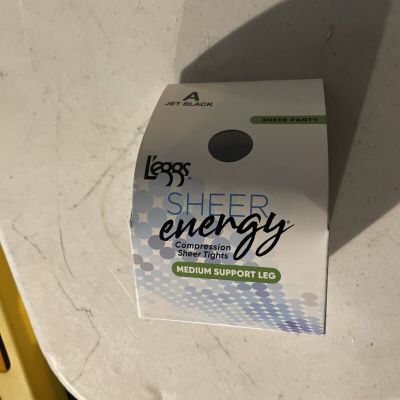 A
JET BLACK
SHEER PANTY
L'eggs®
SHEER
energy®
Compression
Sheer Tights
MEDIUM SUPPORT LEG